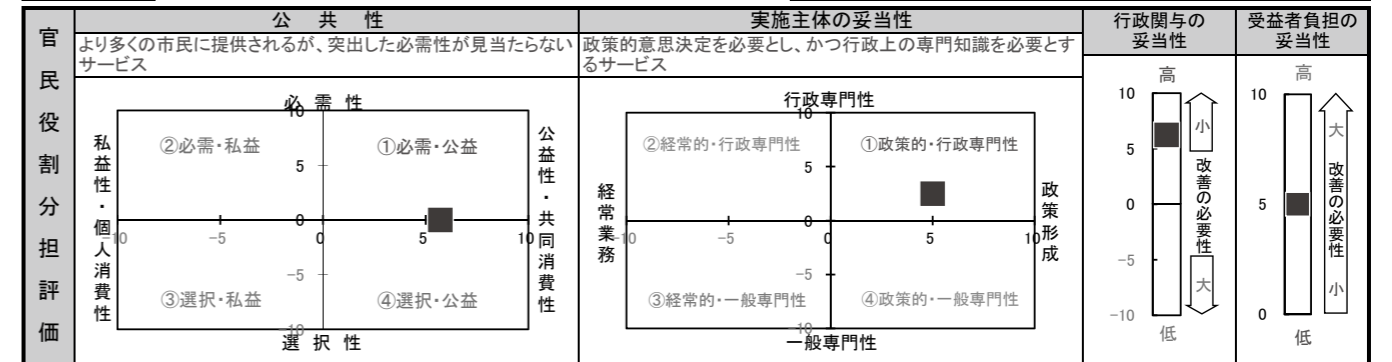 官民役割分担評価
公共性
より多くの市民に提供されるが、突出した必需性が見当たらない
サービス
必需性
10
②必需・私益
①必需・公益
5
私益性・個人消費性
公益性・共同消費性
-10
-5
0
0
5
10
-5
③選択・私益
④選択・公益
-10
選択性
実施主体の妥当性
政策的意思決定を必要とし、かつ行政上の専門知識を必要とす
るサービス
行政専門性
10
②経常的・行政専門性
①政策的・行政専門性
5
経常業務
政策形成
-10
-5
0
0
5
10
-5
③経常的・一般専門性
④政策的・一般専門性
-10
一般専門性
行政関与の
妥当性
高
10
5
0
-5
-10
小
改善の必要性
大
低
受益者負担の
妥当性
高
10
5
0
大
改善の必要性
小
低